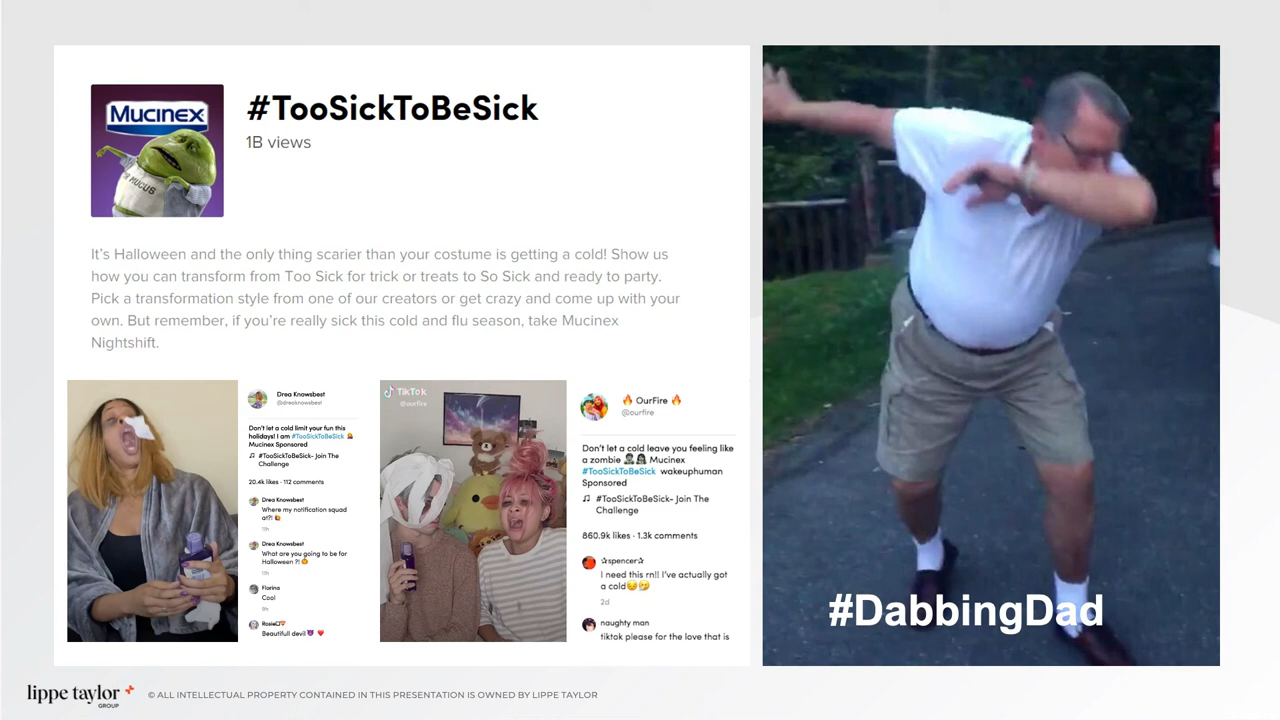 Mucinex
R MUCUS
#TooSickToBeSick
1B views
It's Halloween and the only thing scarier than your costume is getting a cold! Show us
how you can transform from Too Sick for trick or treats to So Sick and ready to party.
Pick a transformation style from one of our creators or get crazy and come up with your
own. But remember, if you're really sick this cold and flu season, take Mucinex
Nightshift.
Drea Knowsbest
@dreaknowsbest
Don't let a cold limit your fun this
holidays! I am #TooSickToBeSick 🤷‍♀️
Mucinex Sponsored
♫ #TooSickToBeSick- Join The
Challenge
20.4k likes · 112 comments
Drea Knowsbest
Where my notification squad
at?!
11h
Drea Knowsbest
What are you going to be for
Halloween ?! 🎃
11h
Florina
Cool
9h
Beautifull devil 😈 ❤️
TikTok
@ourfire
🔥 OurFire 🔥
@ourfire
Don't let a cold leave you feeling like
a zombie 🧟‍♂️🧟‍♀️ Mucinex
#TooSickToBeSick wakeuphuman
Sponsored
♫ #TooSickToBeSick- Join The
Challenge
860.9k likes · 1.3k comments
☆spencer☆
I need this rn!! I've actually got
a cold😔🤧
2d
naughty man
tiktok please for the love that is
#DabbingDad
lippe taylor
GROUP
© ALL INTELLECTUAL PROPERTY CONTAINED IN THIS PRESENTATION IS OWNED BY LIPPE TAYLOR